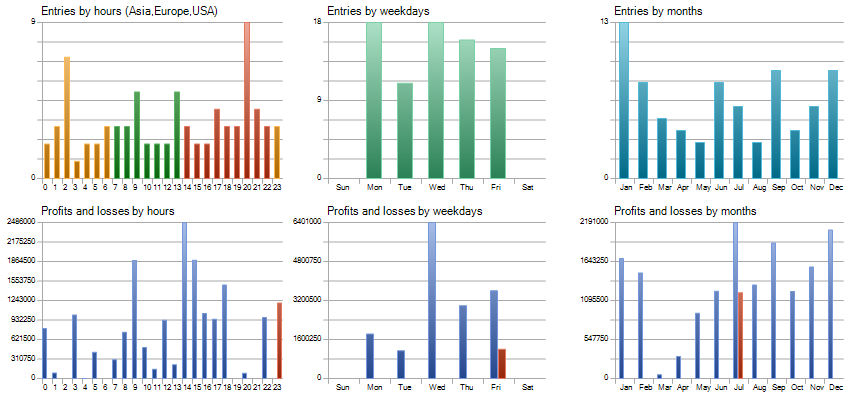 Entries by hours (Asia,Europe,USA)
9
0
0 1 2 3 4 5 6 7 8 9 10 11 12 13 14 15 16 17 18 19 20 21 22 23
Entries by weekdays
18
9
0
Sun Mon Tue Wed Thu Fri Sat
Entries by months
13
0
Jan Feb Mar Apr May Jun Jul Aug Sep Oct Nov Dec
Profits and losses by hours
2486000
2175250
1864500
1553750
1243000
932250
621500
310750
0
0 1 2 3 4 5 6 7 8 9 10 11 12 13 14 15 16 17 18 19 20 21 22 23
Profits and losses by weekdays
6401000
4800750
3200500
1600250
0
Sun Mon Tue Wed Thu Fri Sat
Profits and losses by months
2191000
1643250
1095500
547750
0
Jan Feb Mar Apr May Jun Jul Aug Sep Oct Nov Dec